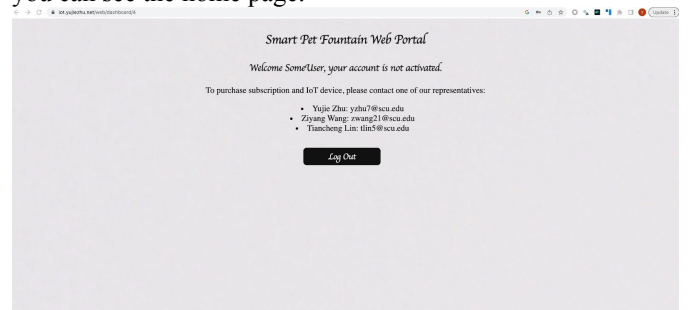 you can see the home page.
iot.yujiezhu.net/web/dashboard/4
Update
Smart Pet Fountain Web Portal
Welcome SomeUser, your account is not activated.
To purchase subscription and IoT device, please contact one of our representatives:
• Yujie Zhu: yzhu7@scu.edu
• Ziyang Wang: zwang21@scu.edu
• Tiancheng Lin: tlin5@scu.edu
Log Out